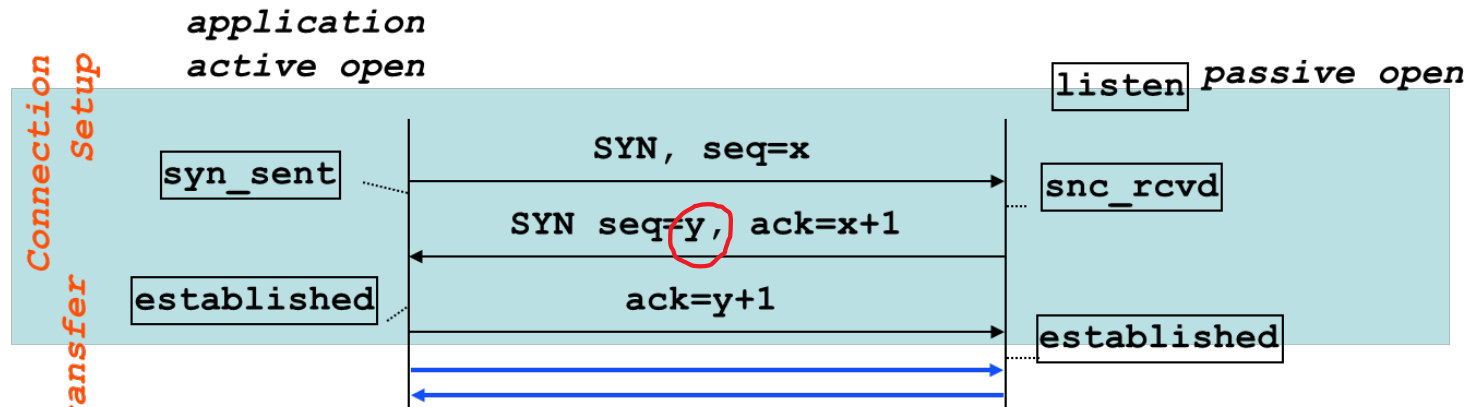 application
active open
Connection
Setup
listen
passive open
SYN, seq=x
syn_sent
snc_rcvd
SYN seq=y, ack=x+1
established
ack=y+1
established
ansfer